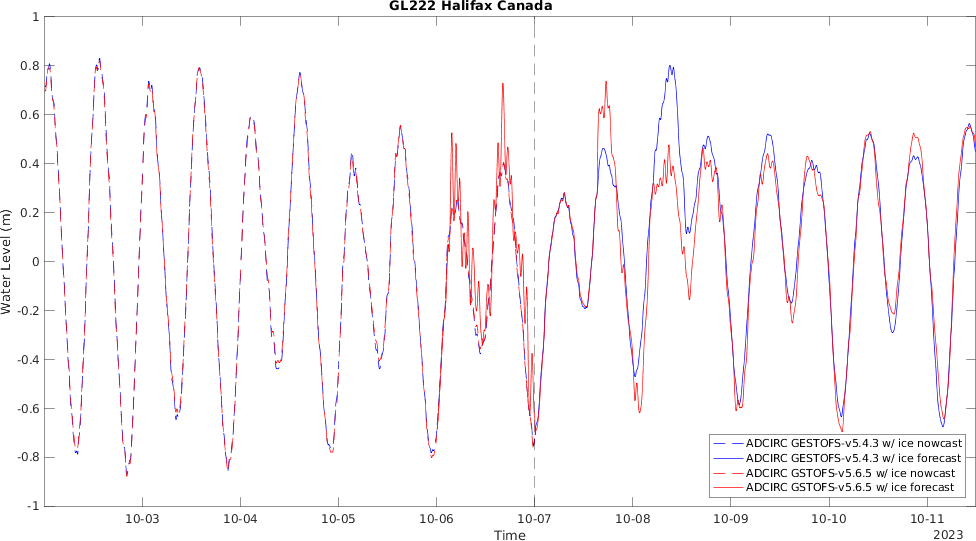 GL222 Halifax Canada
1
0.8
0.6
0.4
0.2
0
-0.2
-0.4
-0.6
-0.8
-1
Water Level (m)
10-03 10-04 10-05 10-06 10-07 10-08 10-09 10-10 10-11
Time
2023
ADCIRC GESTOFS-v5.4.3 w/ ice nowcast
ADCIRC GESTOFS-v5.4.3 w/ ice forecast
ADCIRC GSTOFS-v5.6.5 w/ ice nowcast
ADCIRC GSTOFS-v5.6.5 w/ ice forecast